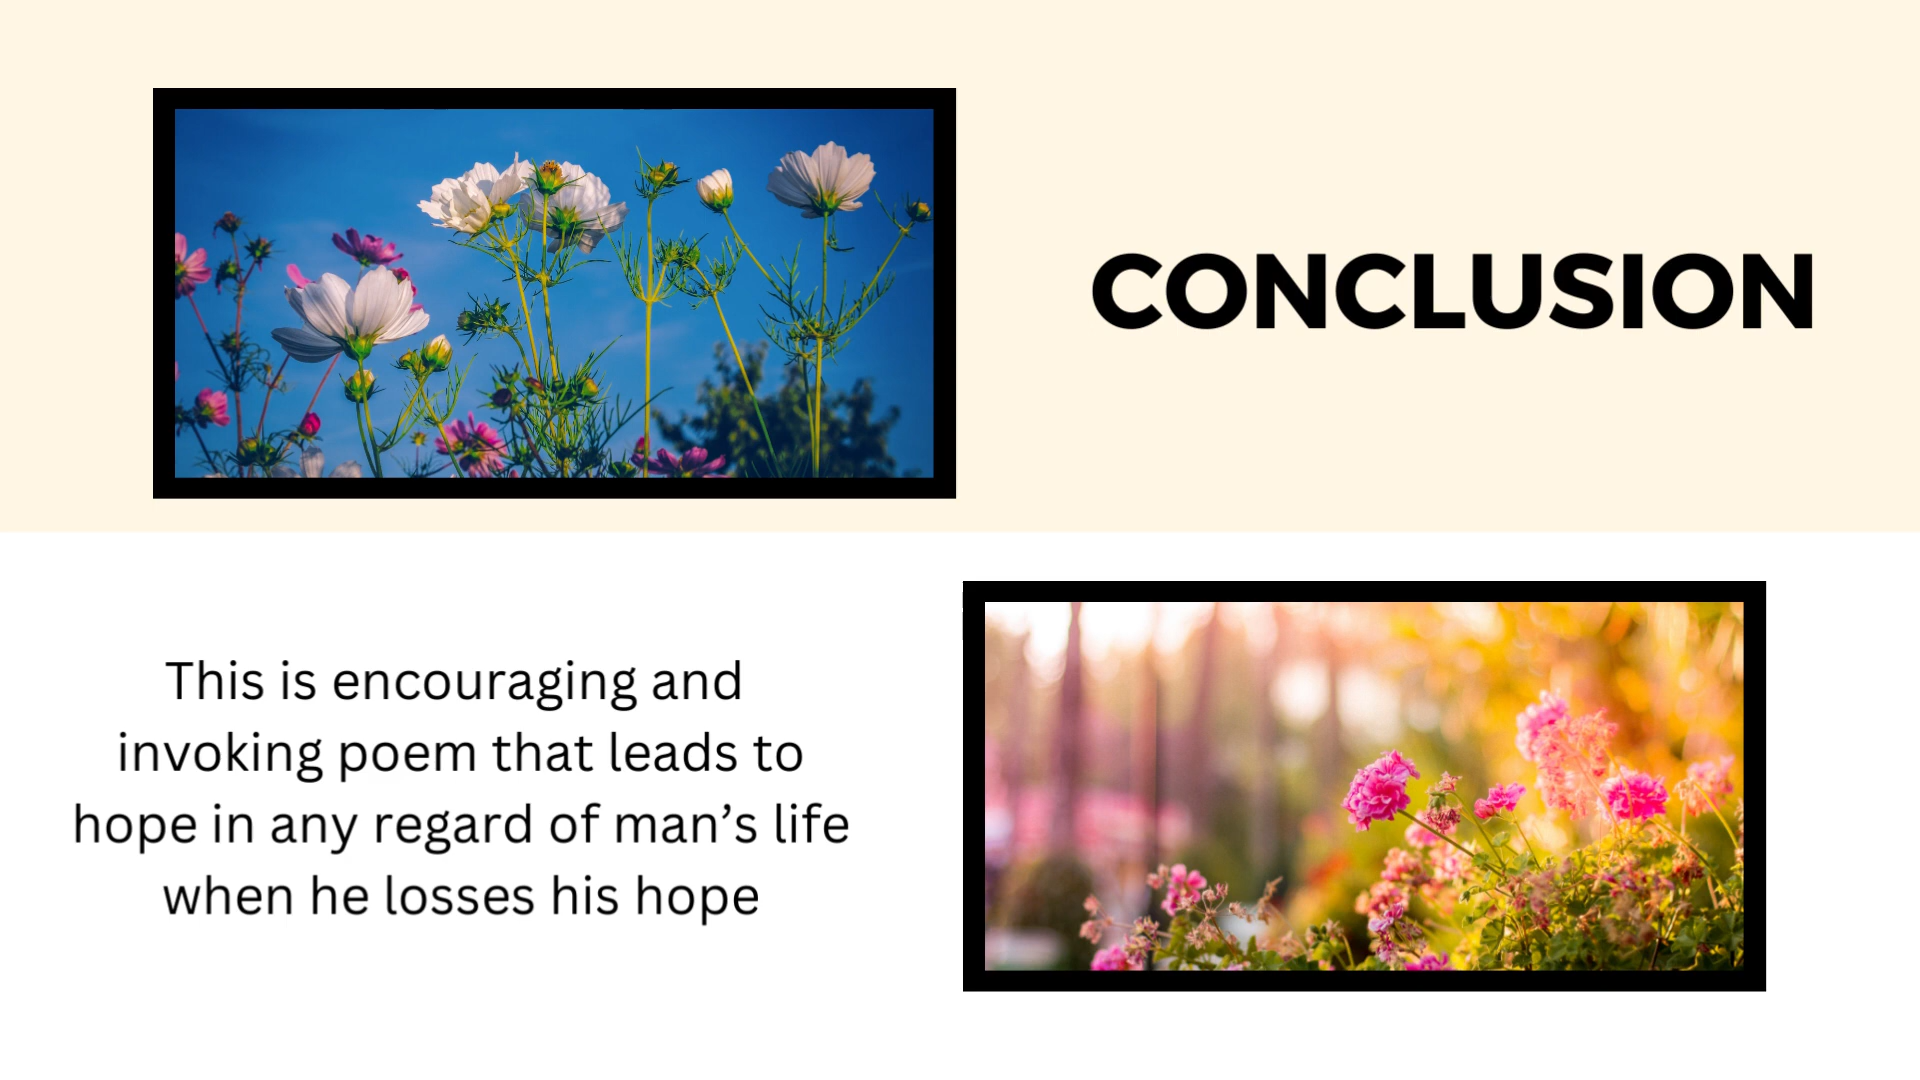 CONCLUSION
This is encouraging and
invoking poem that leads to
hope in any regard of man’s life
when he losses his hope